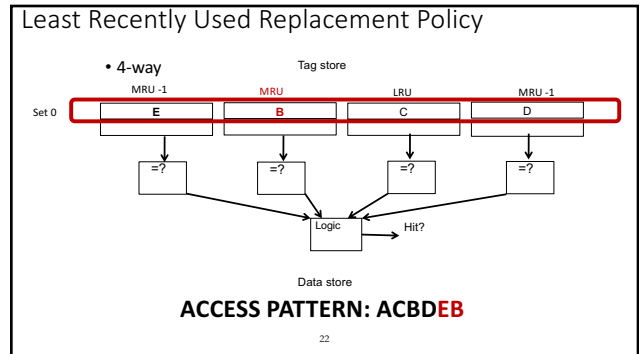 Least Recently Used Replacement Policy
• 4-way
Tag store
MRU -1 MRU LRU MRU -1
Set 0 E B C D
=? =? =? =?
Logic
Hit?
Data store
ACCESS PATTERN: ACBDEB
22